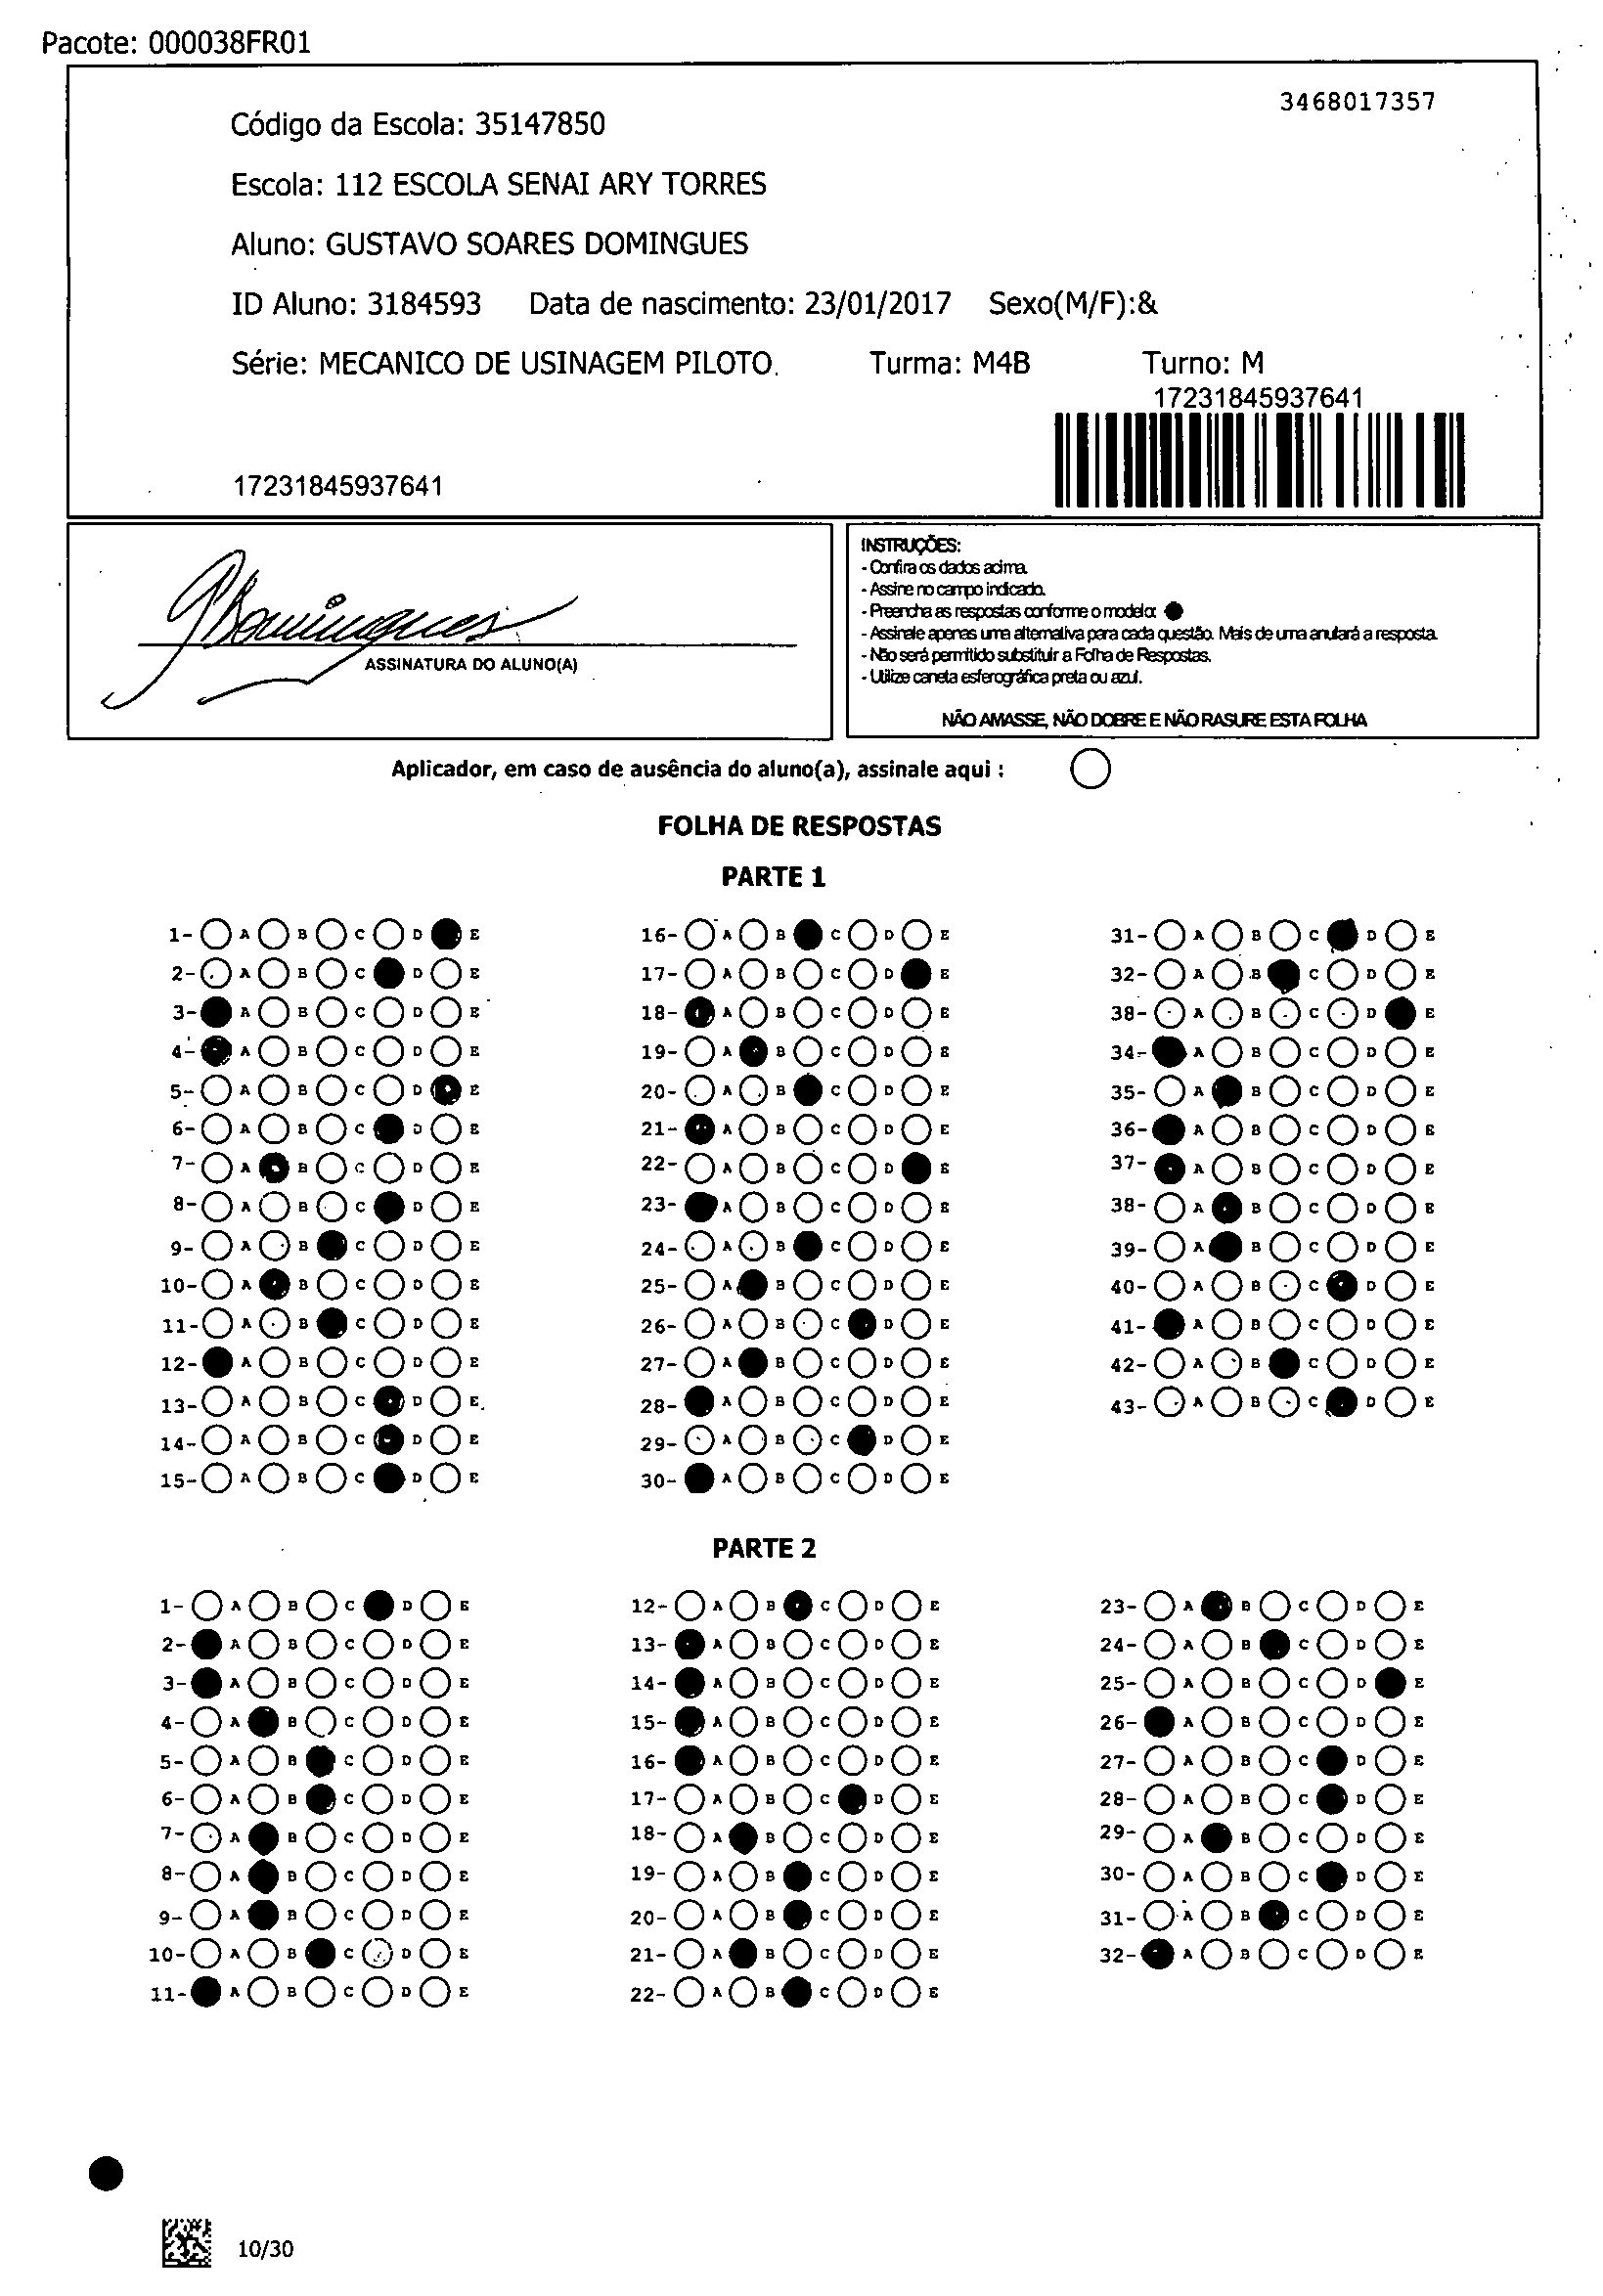 Pacote: 000038FR01
3468017357
Código da Escola: 35147850
Escola: 112 ESCOLA SENAI ARY TORRES
Aluno: GUSTAVO SOARES DOMINGUES
ID Aluno: 3184593 Data de nascimento: 23/01/2017 Sexo(M/F):&
Série: MECANICO DE USINAGEM PILOTO. Turma: M4B Turno: M
17231845937641
17231845937641
Domingues
ASSINATURA DO ALUNO(A)
INSTRUÇÕES:
- Confira os dados acima.
- Assine no campo indicado.
- Preencha as respostas conforme o modelo:
- Assinale apenas uma alternativa para cada questão. Mais de uma anulará a resposta.
- Não será permitido substituir a Folha de Respostas.
- Utilize caneta esferográfica preta ou azul.
NÃO AMASSE, NÃO DOBRE E NÃO RASURE ESTA FOLHA
Aplicador, em caso de ausência do aluno(a), assinale aqui :
FOLHA DE RESPOSTAS
PARTE 1
1- A B C D E 16- A B C D E 31- A B C D E
2- A B C D E 17- A B C D E 32- A B C D E
3- A B C D E 18- A B C D E 38- A B C D E
4- A B C D E 19- A B C D E 34- A B C D E
5- A B C D E 20- A B C D E 35- A B C D E
6- A B C D E 21- A B C D E 36- A B C D E
7- A B C D E 22- A B C D E 37- A B C D E
8- A B C D E 23- A B C D E 38- A B C D E
9- A B C D E 24- A B C D E 39- A B C D E
10- A B C D E 25- A B C D E 40- A B C D E
11- A B C D E 26- A B C D E 41- A B C D E
12- A B C D E 27- A B C D E 42- A B C D E
13- A B C D E 28- A B C D E 43- A B C D E
14- A B C D E 29- A B C D E
15- A B C D E 30- A B C D E
PARTE 2
1- A B C D E 12- A B C D E 23- A B C D E
2- A B C D E 13- A B C D E 24- A B C D E
3- A B C D E 14- A B C D E 25- A B C D E
4- A B C D E 15- A B C D E 26- A B C D E
5- A B C D E 16- A B C D E 27- A B C D E
6- A B C D E 17- A B C D E 28- A B C D E
7- A B C D E 18- A B C D E 29- A B C D E
8- A B C D E 19- A B C D E 30- A B C D E
9- A B C D E 20- A B C D E 31- A B C D E
10- A B C D E 21- A B C D E 32- A B C D E
11- A B C D E 22- A B C D E
10/30